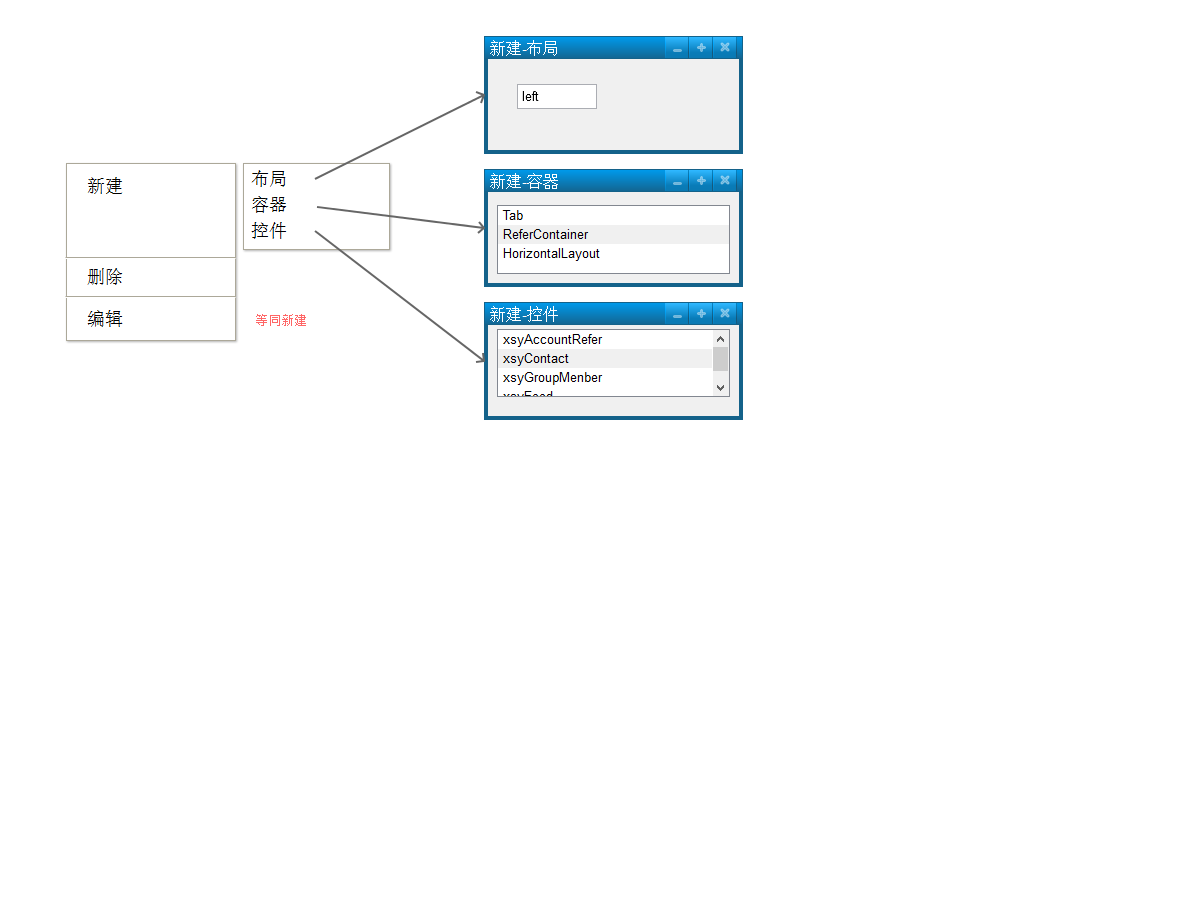 新建
删除
编辑
布局
容器
控件
等同新建
新建-布局
left
新建-容器
Tab
ReferContainer
HorizontalLayout
新建-控件
xsyAccountRefer
xsyContact
xsyGroupMenber
xsyFeed